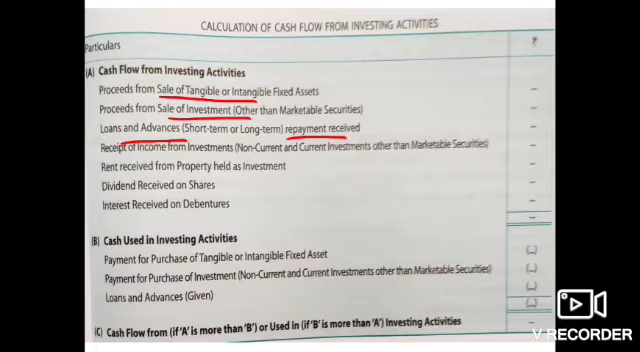 CALCULATION OF CASH FLOW FROM INVESTING ACTIVITIES
Particulars ₹
(A) Cash Flow from Investing Activities
Proceeds from Sale of Tangible or Intangible Fixed Assets –
Proceeds from Sale of Investment (Other than Marketable Securities) –
Loans and Advances (Short-term or Long-term) repayment received –
Receipt of Income from Investments (Non-Current and Current Investments other than Marketable Securities) –
Rent received from Property held as Investment –
Dividend Received on Shares –
Interest Received on Debentures –
–
(B) Cash Used in Investing Activities
Payment for Purchase of Tangible or Intangible Fixed Asset (...)
Payment for Purchase of Investment (Non-Current and Current Investments other than Marketable Securities) (...)
Loans and Advances (Given) (...)
(...)
(C) Cash Flow from (if 'A' is more than 'B') or Used in (if 'B' is more than 'A') Investing Activities –
V RECORDER